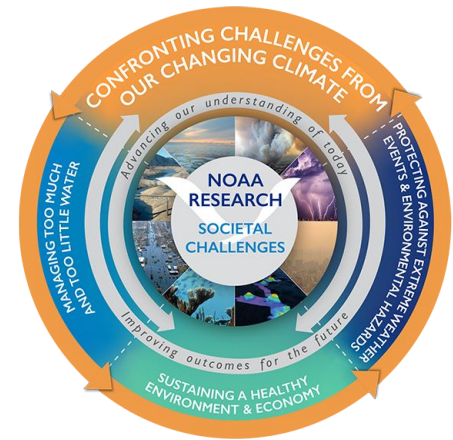 CONFRONTING CHALLENGES FROM
OUR CHANGING CLIMATE
Advancing our understanding of today
PROTECTING AGAINST EXTREME WEATHER
EVENTS & ENVIRONMENTAL HAZARDS
MANAGING TOO MUCH
AND TOO LITTLE WATER
NOAA
RESEARCH
SOCIETAL
CHALLENGES
Improving outcomes for the future
SUSTAINING A HEALTHY
ENVIRONMENT & ECONOMY